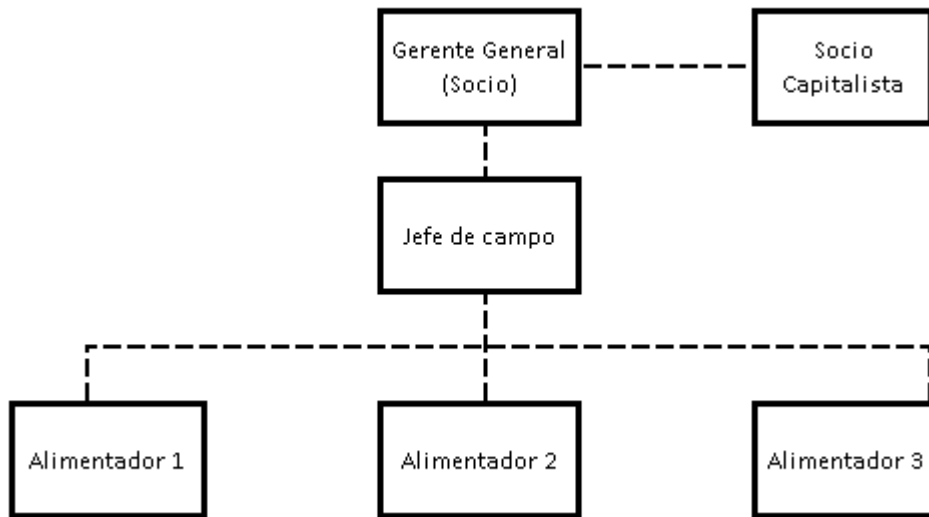 Gerente General
(Socio)
Socio
Capitalista
Jefe de campo
Alimentador 1
Alimentador 2
Alimentador 3